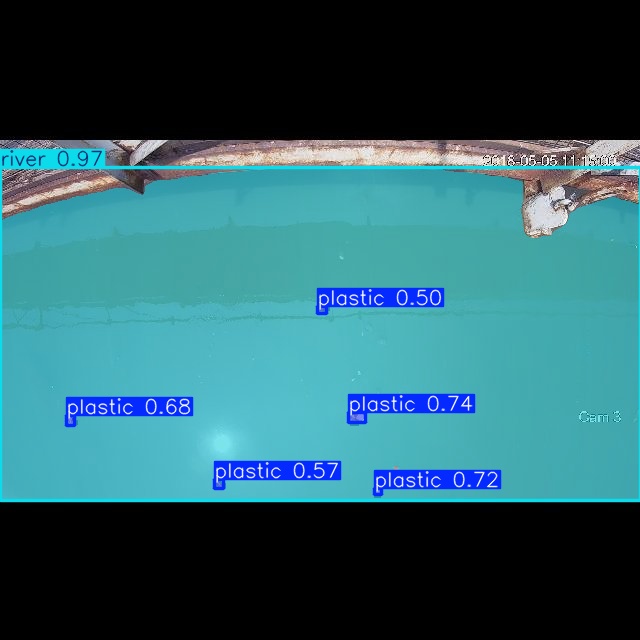 river 0.97
2018-05-05 11:15:00
plastic 0.50
plastic 0.68
plastic 0.74
Cam 3
plastic 0.57
plastic 0.72